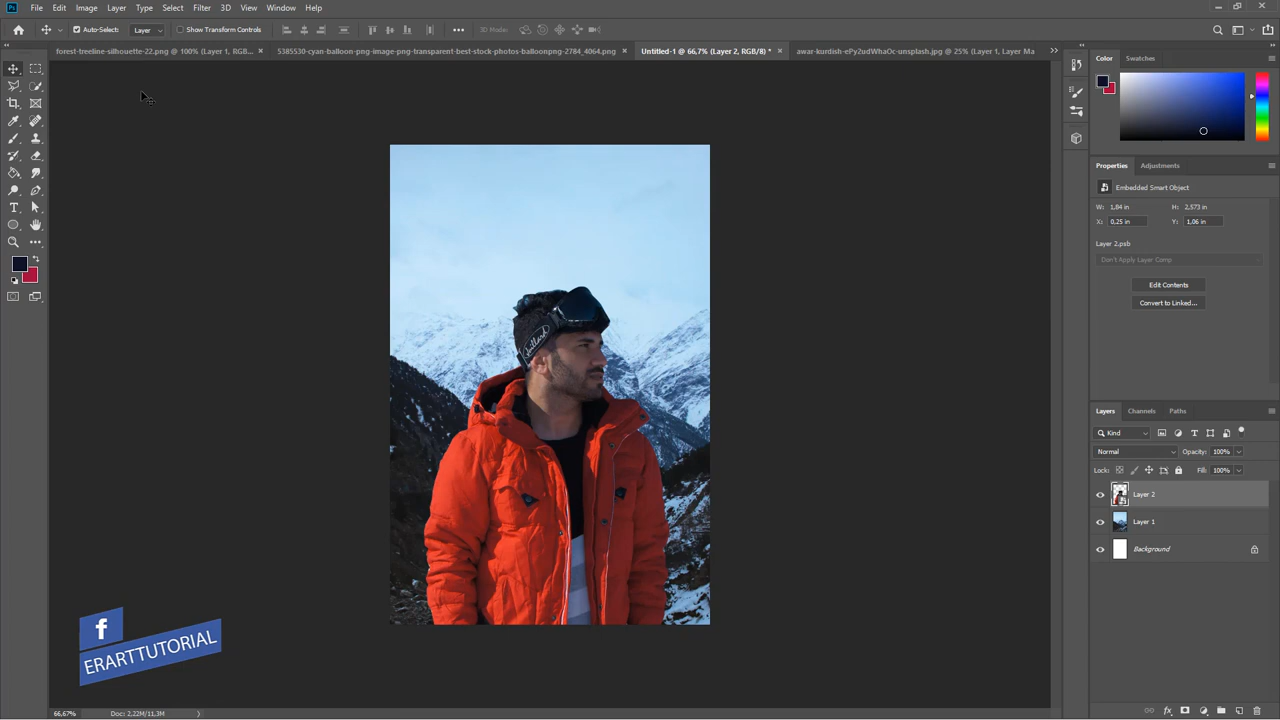 Ps File Edit Image Layer Type Select Filter 3D View Window Help
Auto-Select: Layer Show Transform Controls 3D Mode:
forest-treeline-silhouette-22.png @ 100% (Layer 1, RGB... × 5385530-cyan-balloon-png-image-png-transparent-best-stock-photos-balloonpng-2784_4064.png × Untitled-1 @ 66,7% (Layer 2, RGB/8) * × awar-kurdish-ePy2udWhaOc-unsplash.jpg @ 25% (Layer 1, Layer Ma
Color Swatches
Properties Adjustments
Embedded Smart Object
W: 1,84 in H: 2,573 in
X: 0,25 in Y: 1,06 in
Layer 2.psb
Don't Apply Layer Comp
Edit Contents
Convert to Linked...
Layers Channels Paths
Kind
Normal Opacity: 100%
Lock: Fill: 100%
Layer 2
Layer 1
Background
f
ERARTTUTORIAL
66,67% Doc: 2,22M/11,3M